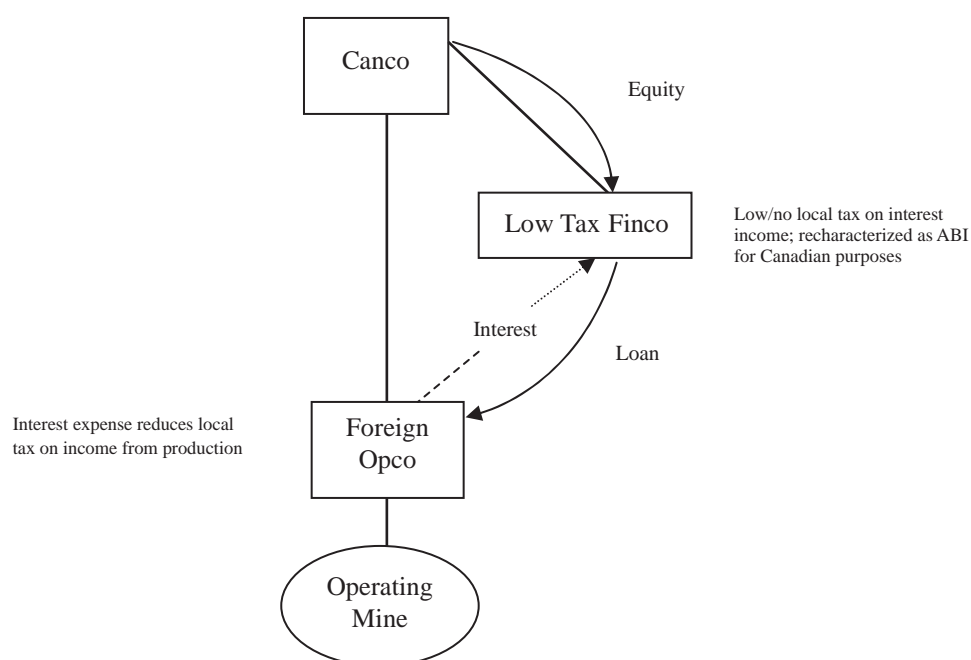 Canco
Equity
Low Tax Finco
Low/no local tax on interest
income; recharacterized as ABI
for Canadian purposes
Interest
Loan
Interest expense reduces local
tax on income from production
Foreign
Opco
Operating
Mine